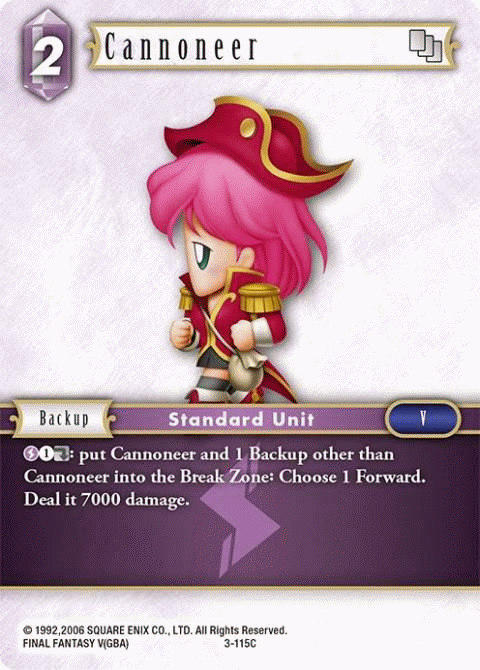 2
Cannoneer
Backup
Standard Unit
V
1: put Cannoneer and 1 Backup other than
Cannoneer into the Break Zone: Choose 1 Forward.
Deal it 7000 damage.
© 1992,2006 SQUARE ENIX CO., LTD. All Rights Reserved.
FINAL FANTASY V(GBA)
3-115C